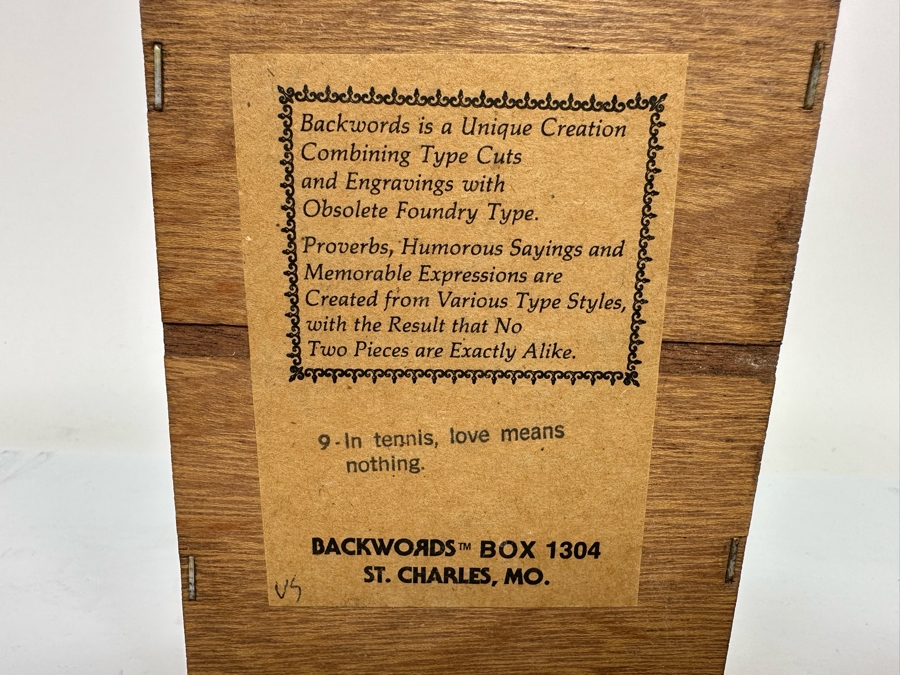 Backwords is a Unique Creation
Combining Type Cuts
and Engravings with
Obsolete Foundry Type.
Proverbs, Humorous Sayings and
Memorable Expressions are
Created from Various Type Styles,
with the Result that No
Two Pieces are Exactly Alike.
9-In tennis, love means
nothing.
BACKWOЯDS™ BOX 1304
ST. CHARLES, MO.